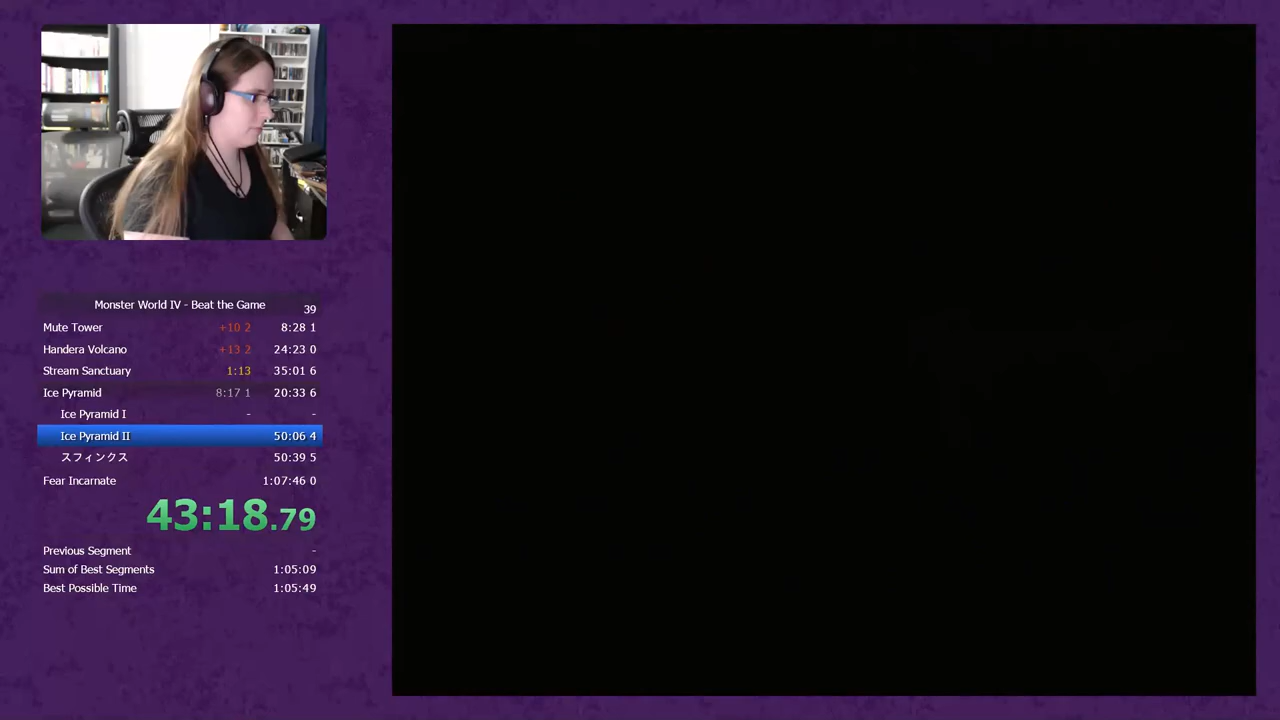 Monster World IV - Beat the Game 39
Mute Tower +10 2 8:28 1
Handera Volcano +13 2 24:23 0
Stream Sanctuary 1:13 35:01 6
Ice Pyramid 8:17 1 20:33 6
Ice Pyramid I - -
Ice Pyramid II 50:06 4
スフィンクス 50:39 5
Fear Incarnate 1:07:46 0
43:18.79
Previous Segment -
Sum of Best Segments 1:05:09
Best Possible Time 1:05:49